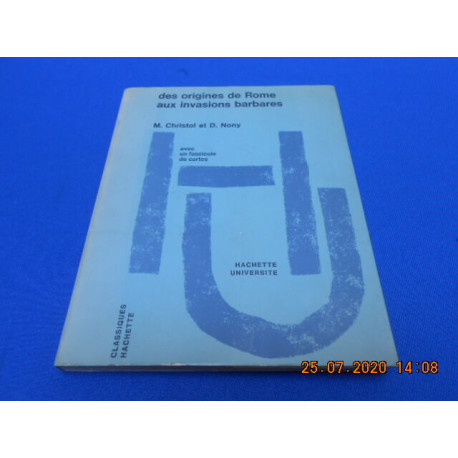 des origines de Rome
aux invasions barbares
M. Christol et D. Nony
avec
un fascicule
de cartes
HACHETTE
UNIVERSITE
CLASSIQUES
HACHETTE
25.07.2020 14:08